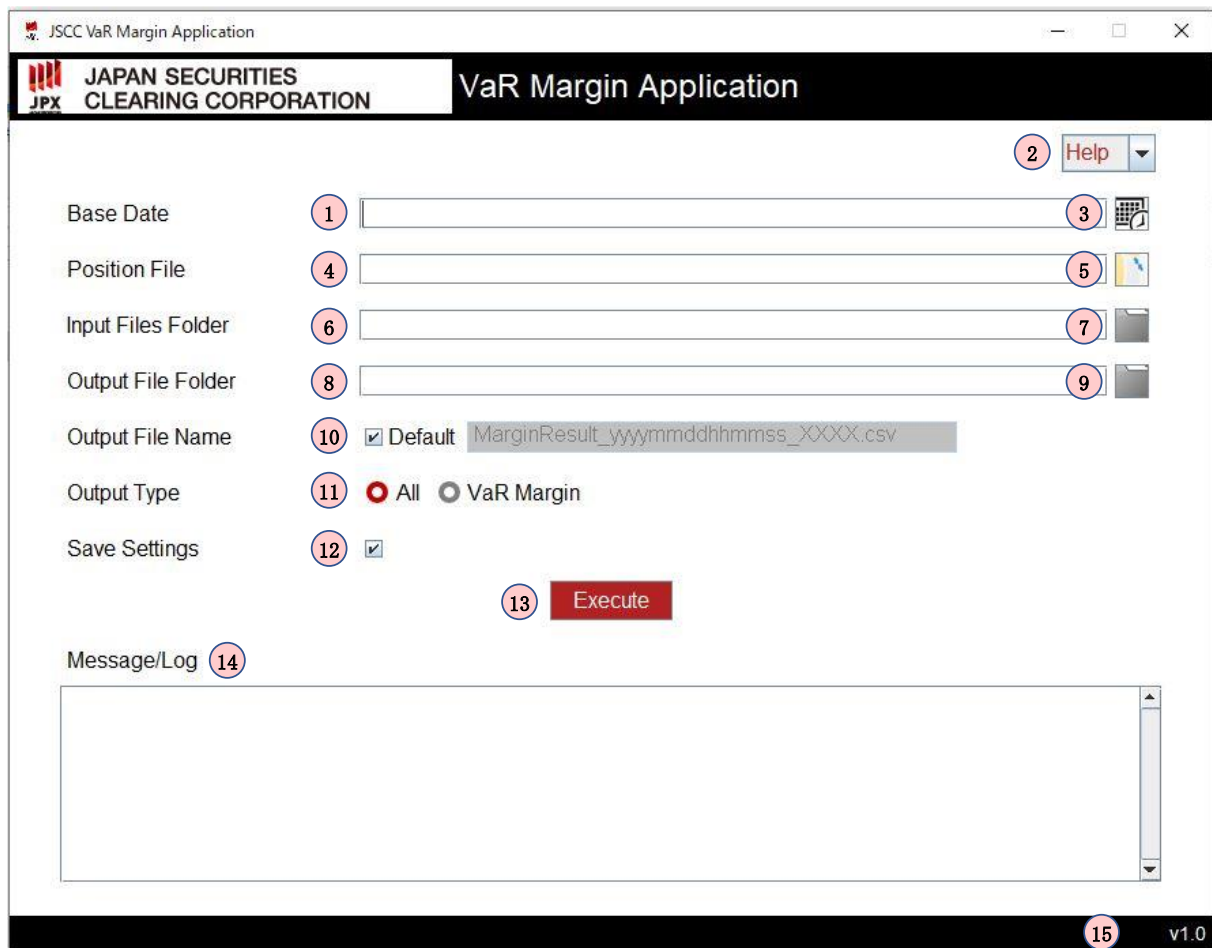 JSCC VaR Margin Application
JPX
JAPAN SECURITIES
CLEARING CORPORATION
VaR Margin Application
2 Help
Base Date 1 3
Position File 4 5
Input Files Folder 6 7
Output File Folder 8 9
Output File Name 10 Default MarginResult_yyyymmddhhmmss_XXXX.csv
Output Type 11 All VaR Margin
Save Settings 12
13 Execute
Message/Log 14
15 v1.0